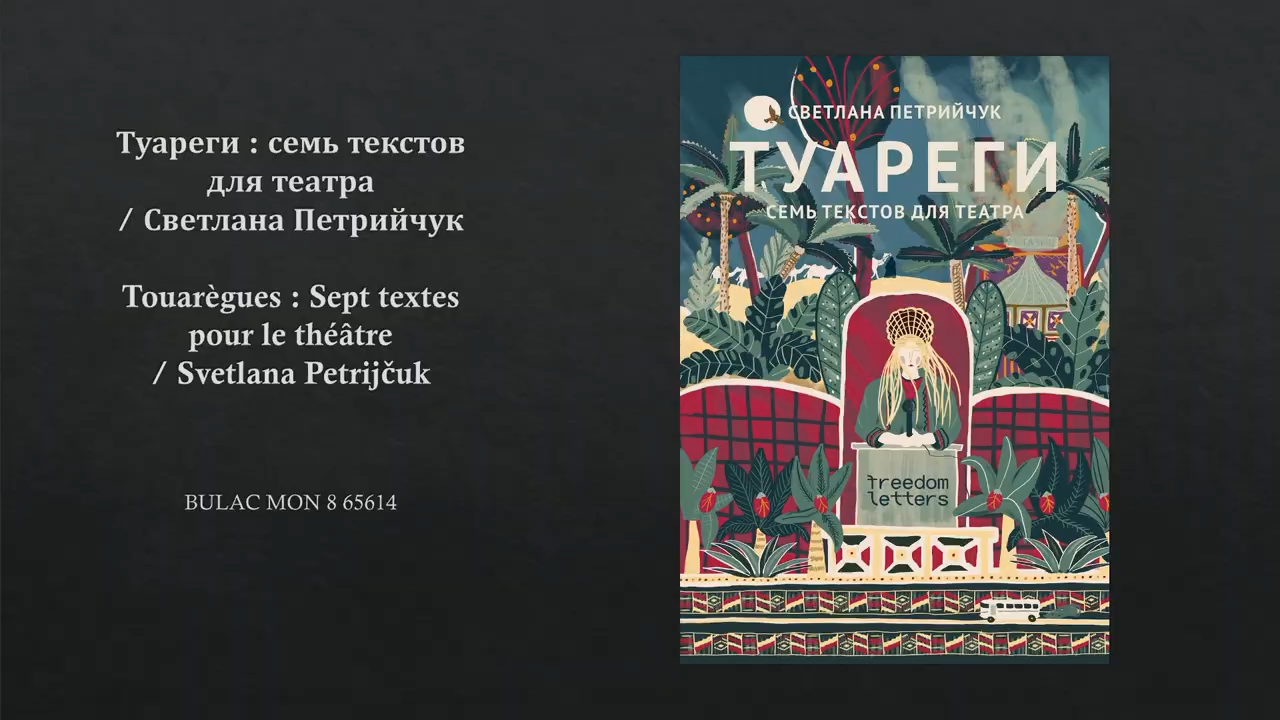 Туареги : семь текстов
для театра
/ Светлана Петрийчук
Touarègues : Sept textes
pour le théâtre
/ Svetlana Petrijčuk
BULAC MON 8 65614
СВЕТЛАНА ПЕТРИЙЧУК
ТУАРЕГИ
СЕМЬ ТЕКСТОВ ДЛЯ ТЕАТРА
freedom
letters